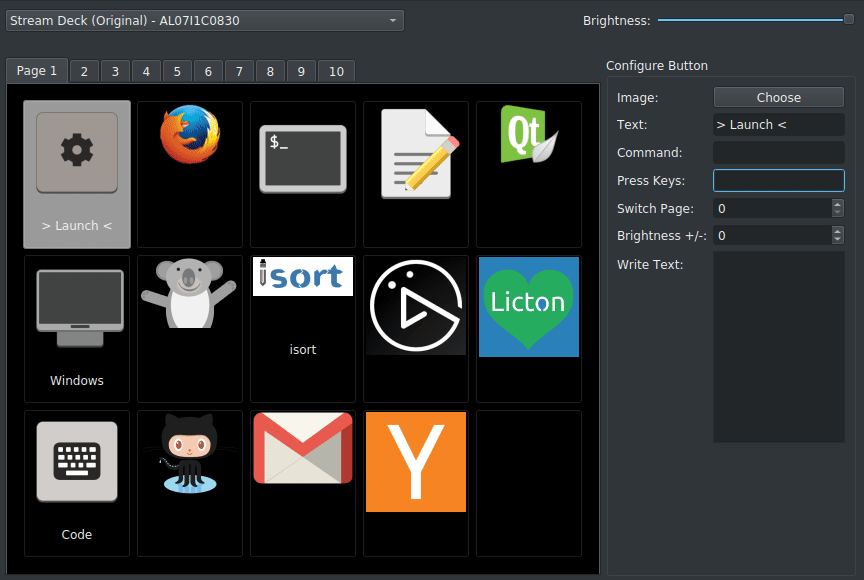 Stream Deck (Original) - AL07I1C0830
Brightness:
Page 1 2 3 4 5 6 7 8 9 10
Configure Button
Image: Choose
Text: > Launch <
Command:
Press Keys:
Switch Page: 0
Brightness +/-: 0
Write Text:
$_
Qt
> Launch <
isort
Licton
Windows
isort
Y
Code